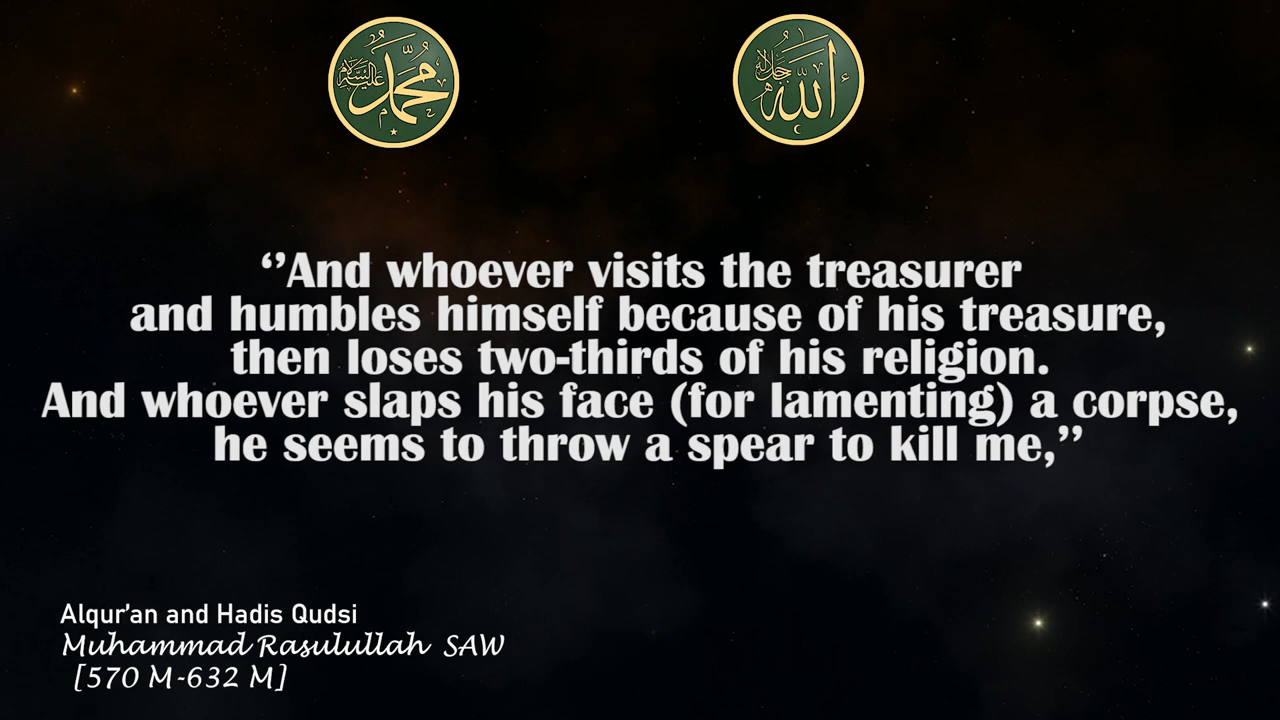 محمد عليه السلام
الله جل جلاله
‘’And whoever visits the treasurer
and humbles himself because of his treasure,
then loses two-thirds of his religion.
And whoever slaps his face (for lamenting) a corpse,
he seems to throw a spear to kill me,’’
Alqur’an and Hadis Qudsi
Muhammad Rasulullah SAW
[570 M-632 M]